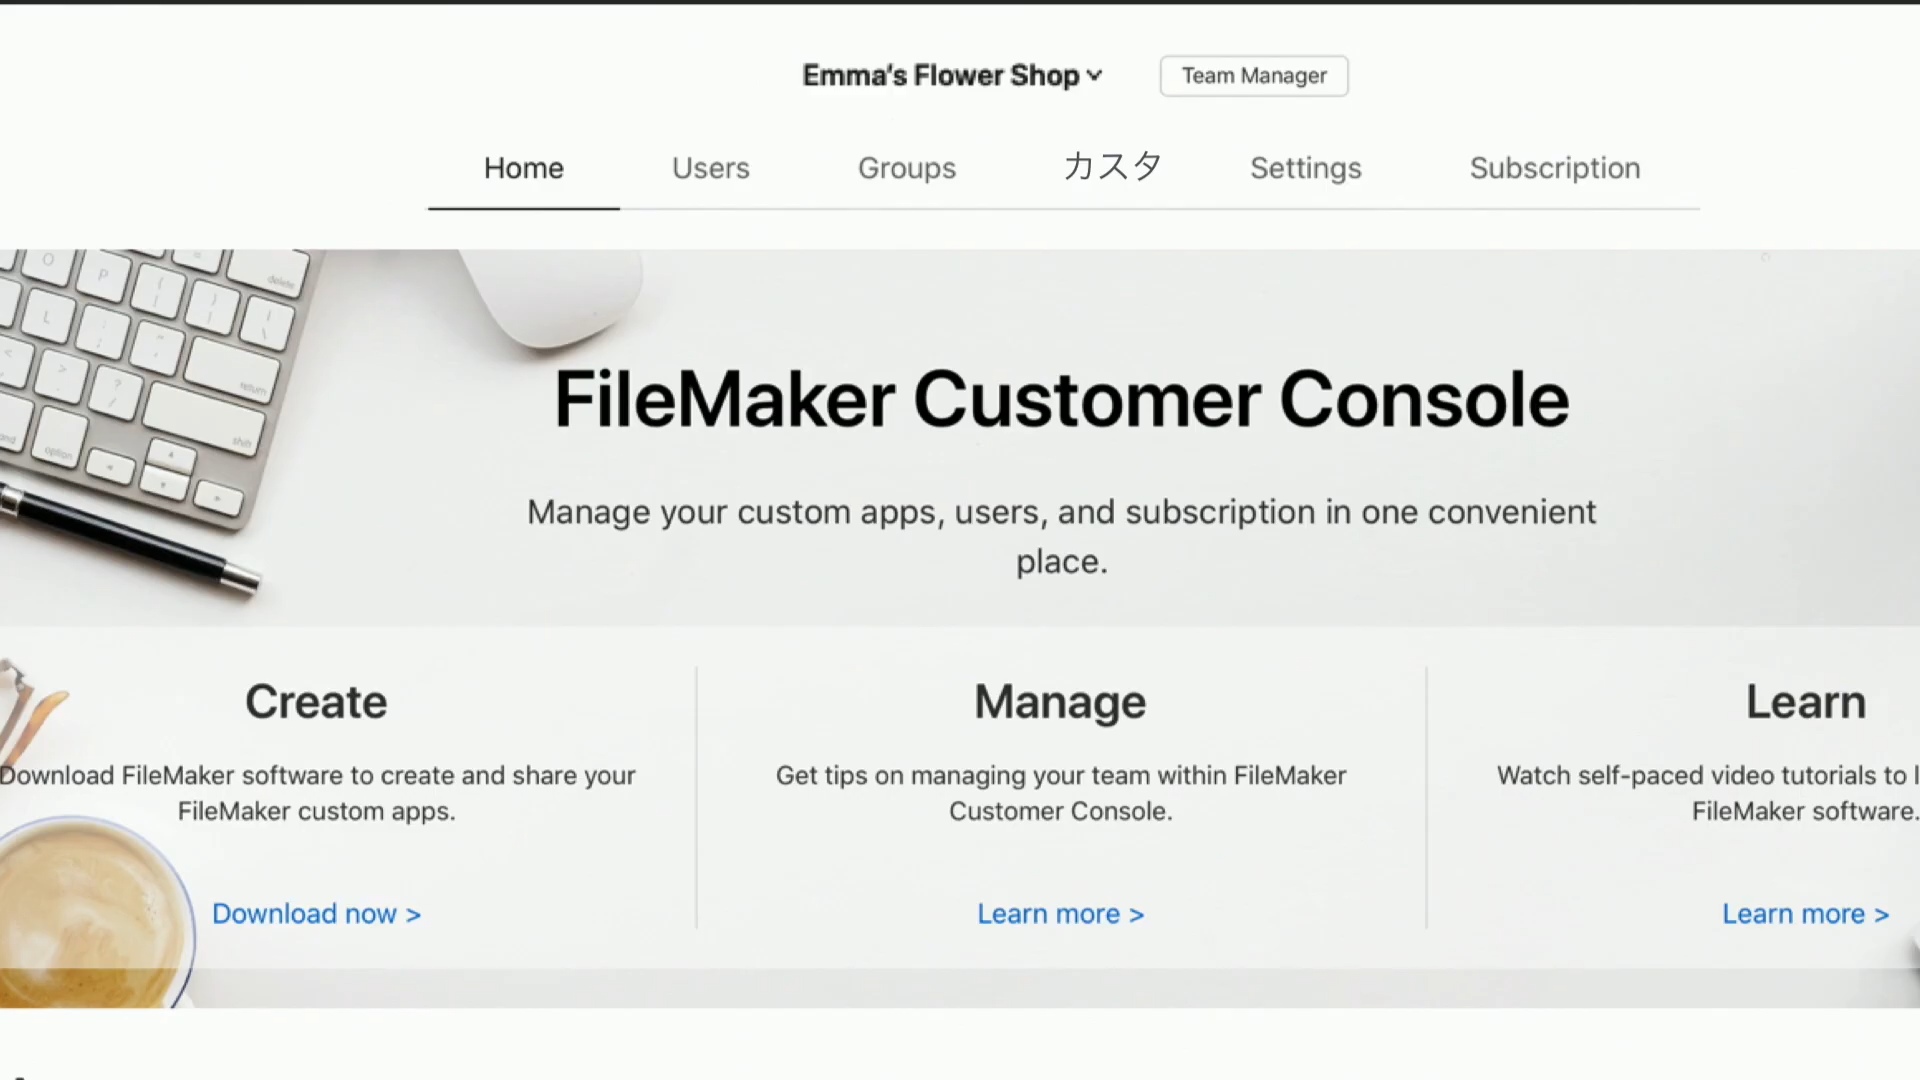 Emma's Flower Shop
Team Manager
Home
Users
Groups
カスタ
Settings
Subscription
FileMaker Customer Console
Manage your custom apps, users, and subscription in one convenient
place.
Create
Download FileMaker software to create and share your
FileMaker custom apps.
Download now >
Manage
Get tips on managing your team within FileMaker
Customer Console.
Learn more >
Learn
Watch self-paced video tutorials to
FileMaker software.
Learn more >